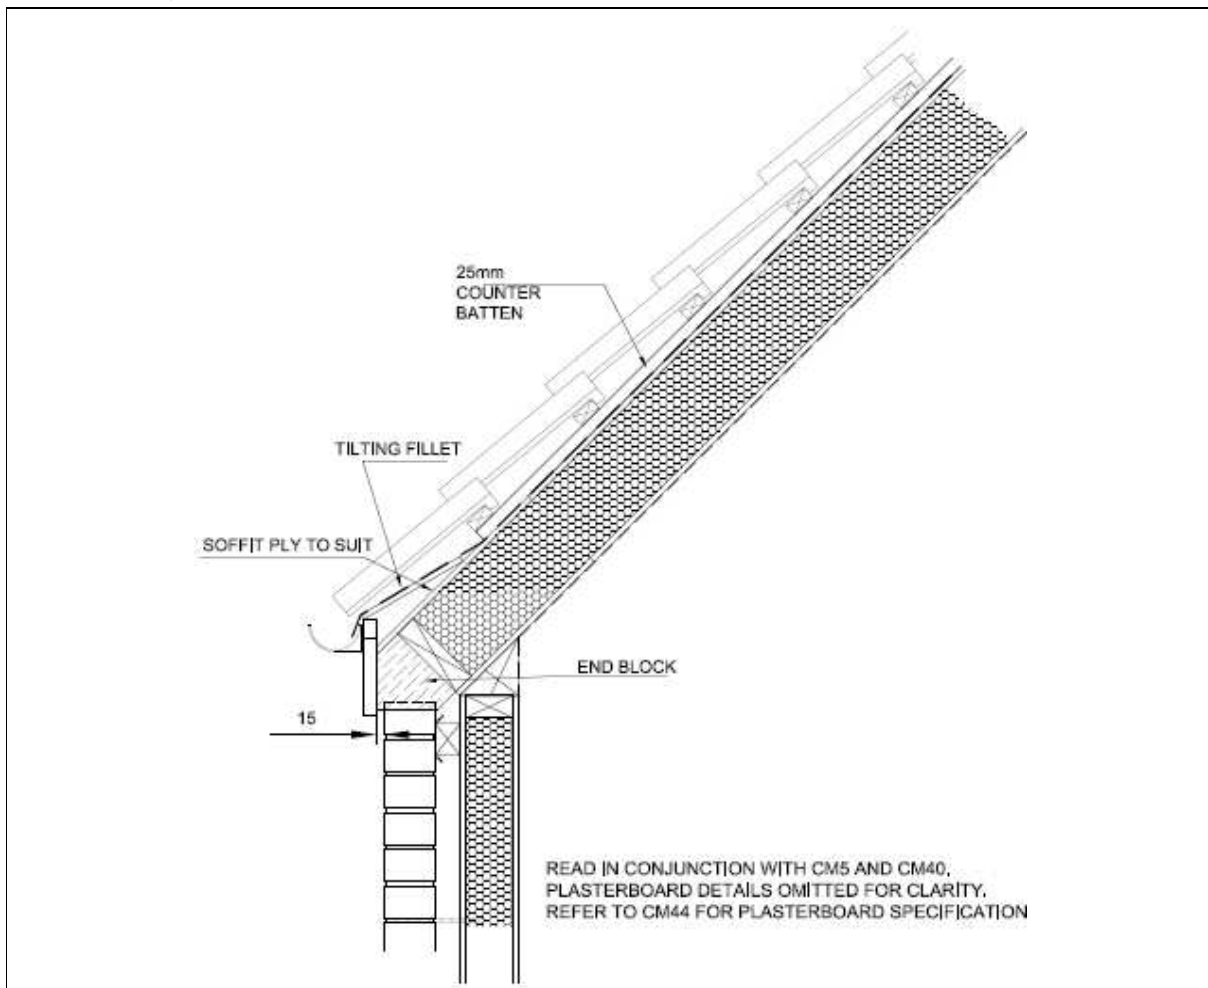 25mm
COUNTER
BATTEN
TILTING FILLET
SOFFIT PLY TO SUIT
END BLOCK
15
READ IN CONJUNCTION WITH CM5 AND CM40.
PLASTERBOARD DETAILS OMITTED FOR CLARITY.
REFER TO CM44 FOR PLASTERBOARD SPECIFICATION